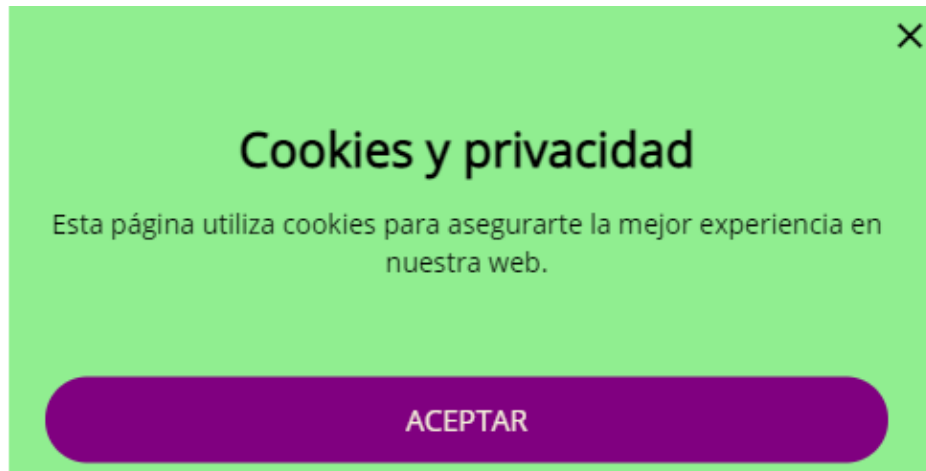 Cookies y privacidad
Esta página utiliza cookies para asegurarte la mejor experiencia en
nuestra web.
ACEPTAR